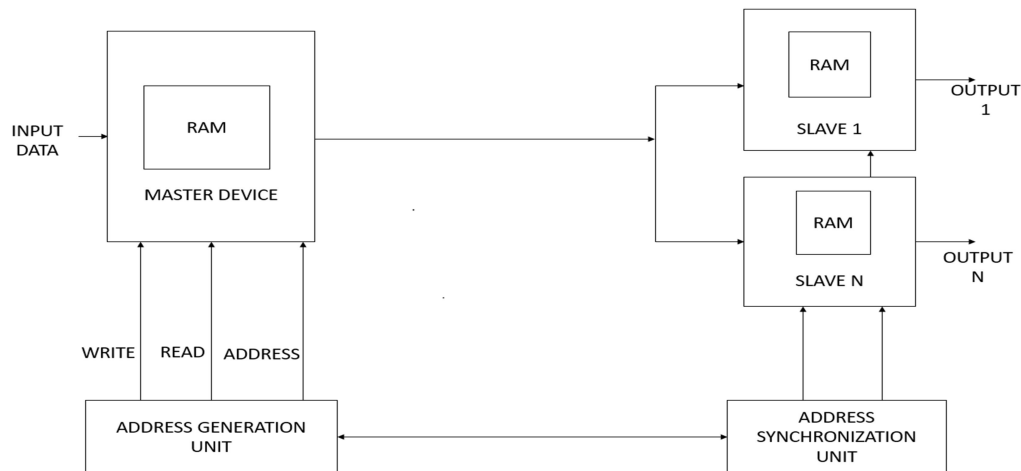 INPUT
DATA
RAM
MASTER DEVICE
RAM
SLAVE 1
OUTPUT
1
RAM
SLAVE N
OUTPUT
N
WRITE
READ
ADDRESS
ADDRESS GENERATION
UNIT
ADDRESS
SYNCHRONIZATION
UNIT